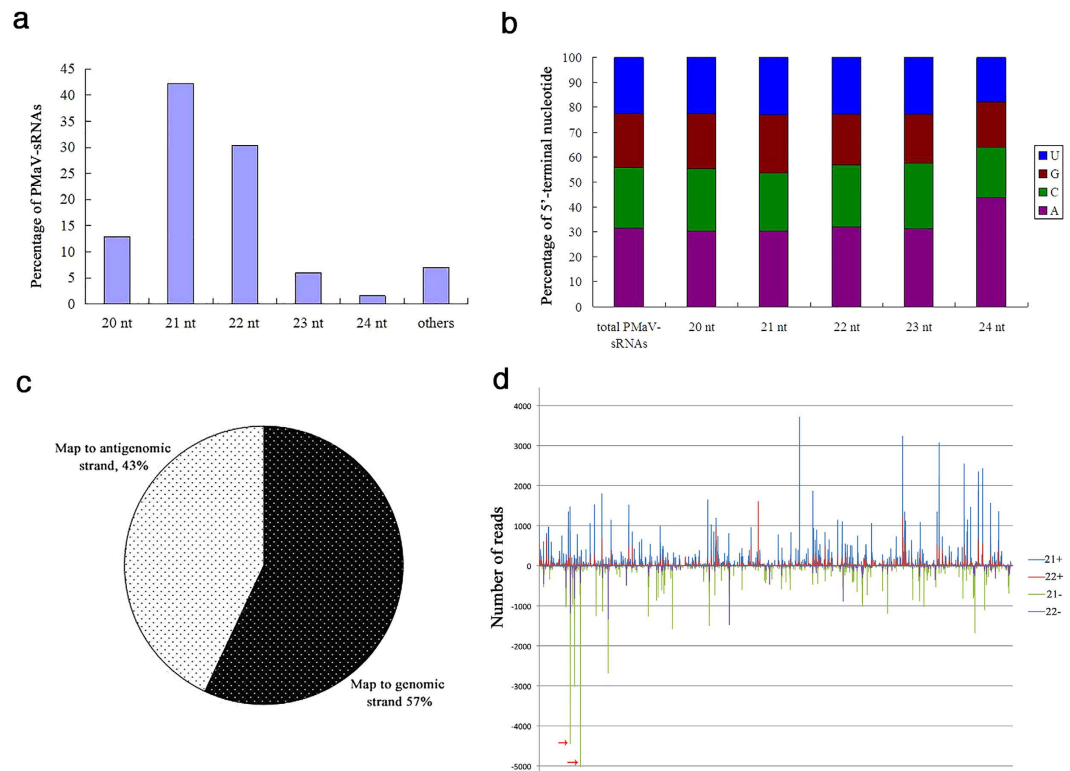 a
Percentage of PMaV-sRNAs
45
40
35
30
25
20
15
10
5
0
20 nt 21 nt 22 nt 23 nt 24 nt others
b
Percentage of 5’-terminal nucleotide
100
90
80
70
60
50
40
30
20
10
0
total PMaV-
sRNAs
20 nt 21 nt 22 nt 23 nt 24 nt
U
G
C
A
c
Map to antigenomic
strand, 43%
Map to genomic
strand 57%
d
Number of reads
4000
3000
2000
1000
0
-1000
-2000
-3000
-4000
-5000
21+
22+
21-
22-